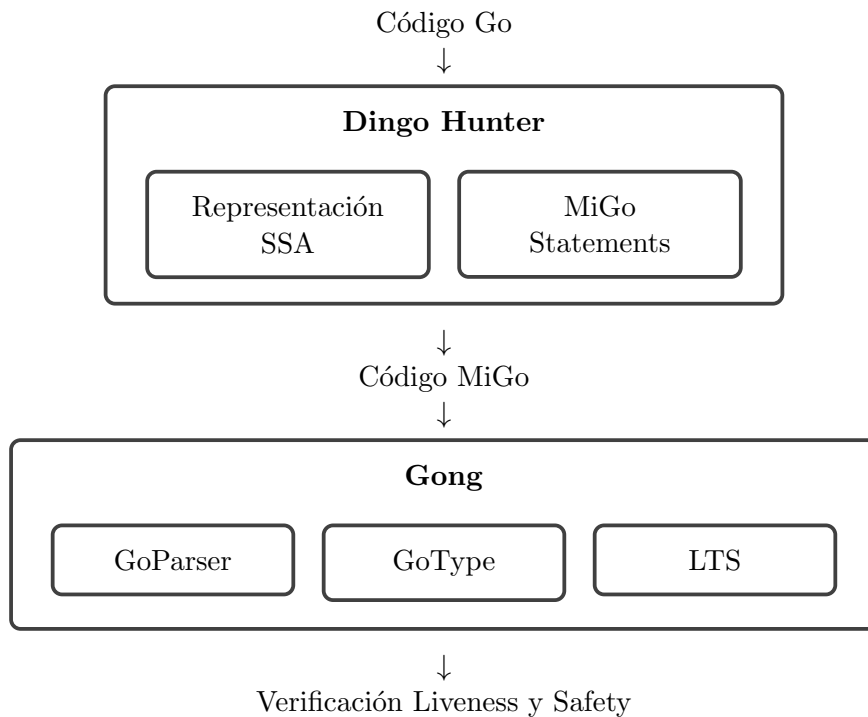 Código Go
↓
Dingo Hunter
Representación
SSA
MiGo
Statements
↓
Código MiGo
↓
Gong
GoParser
GoType
LTS
↓
Verificación Liveness y Safety